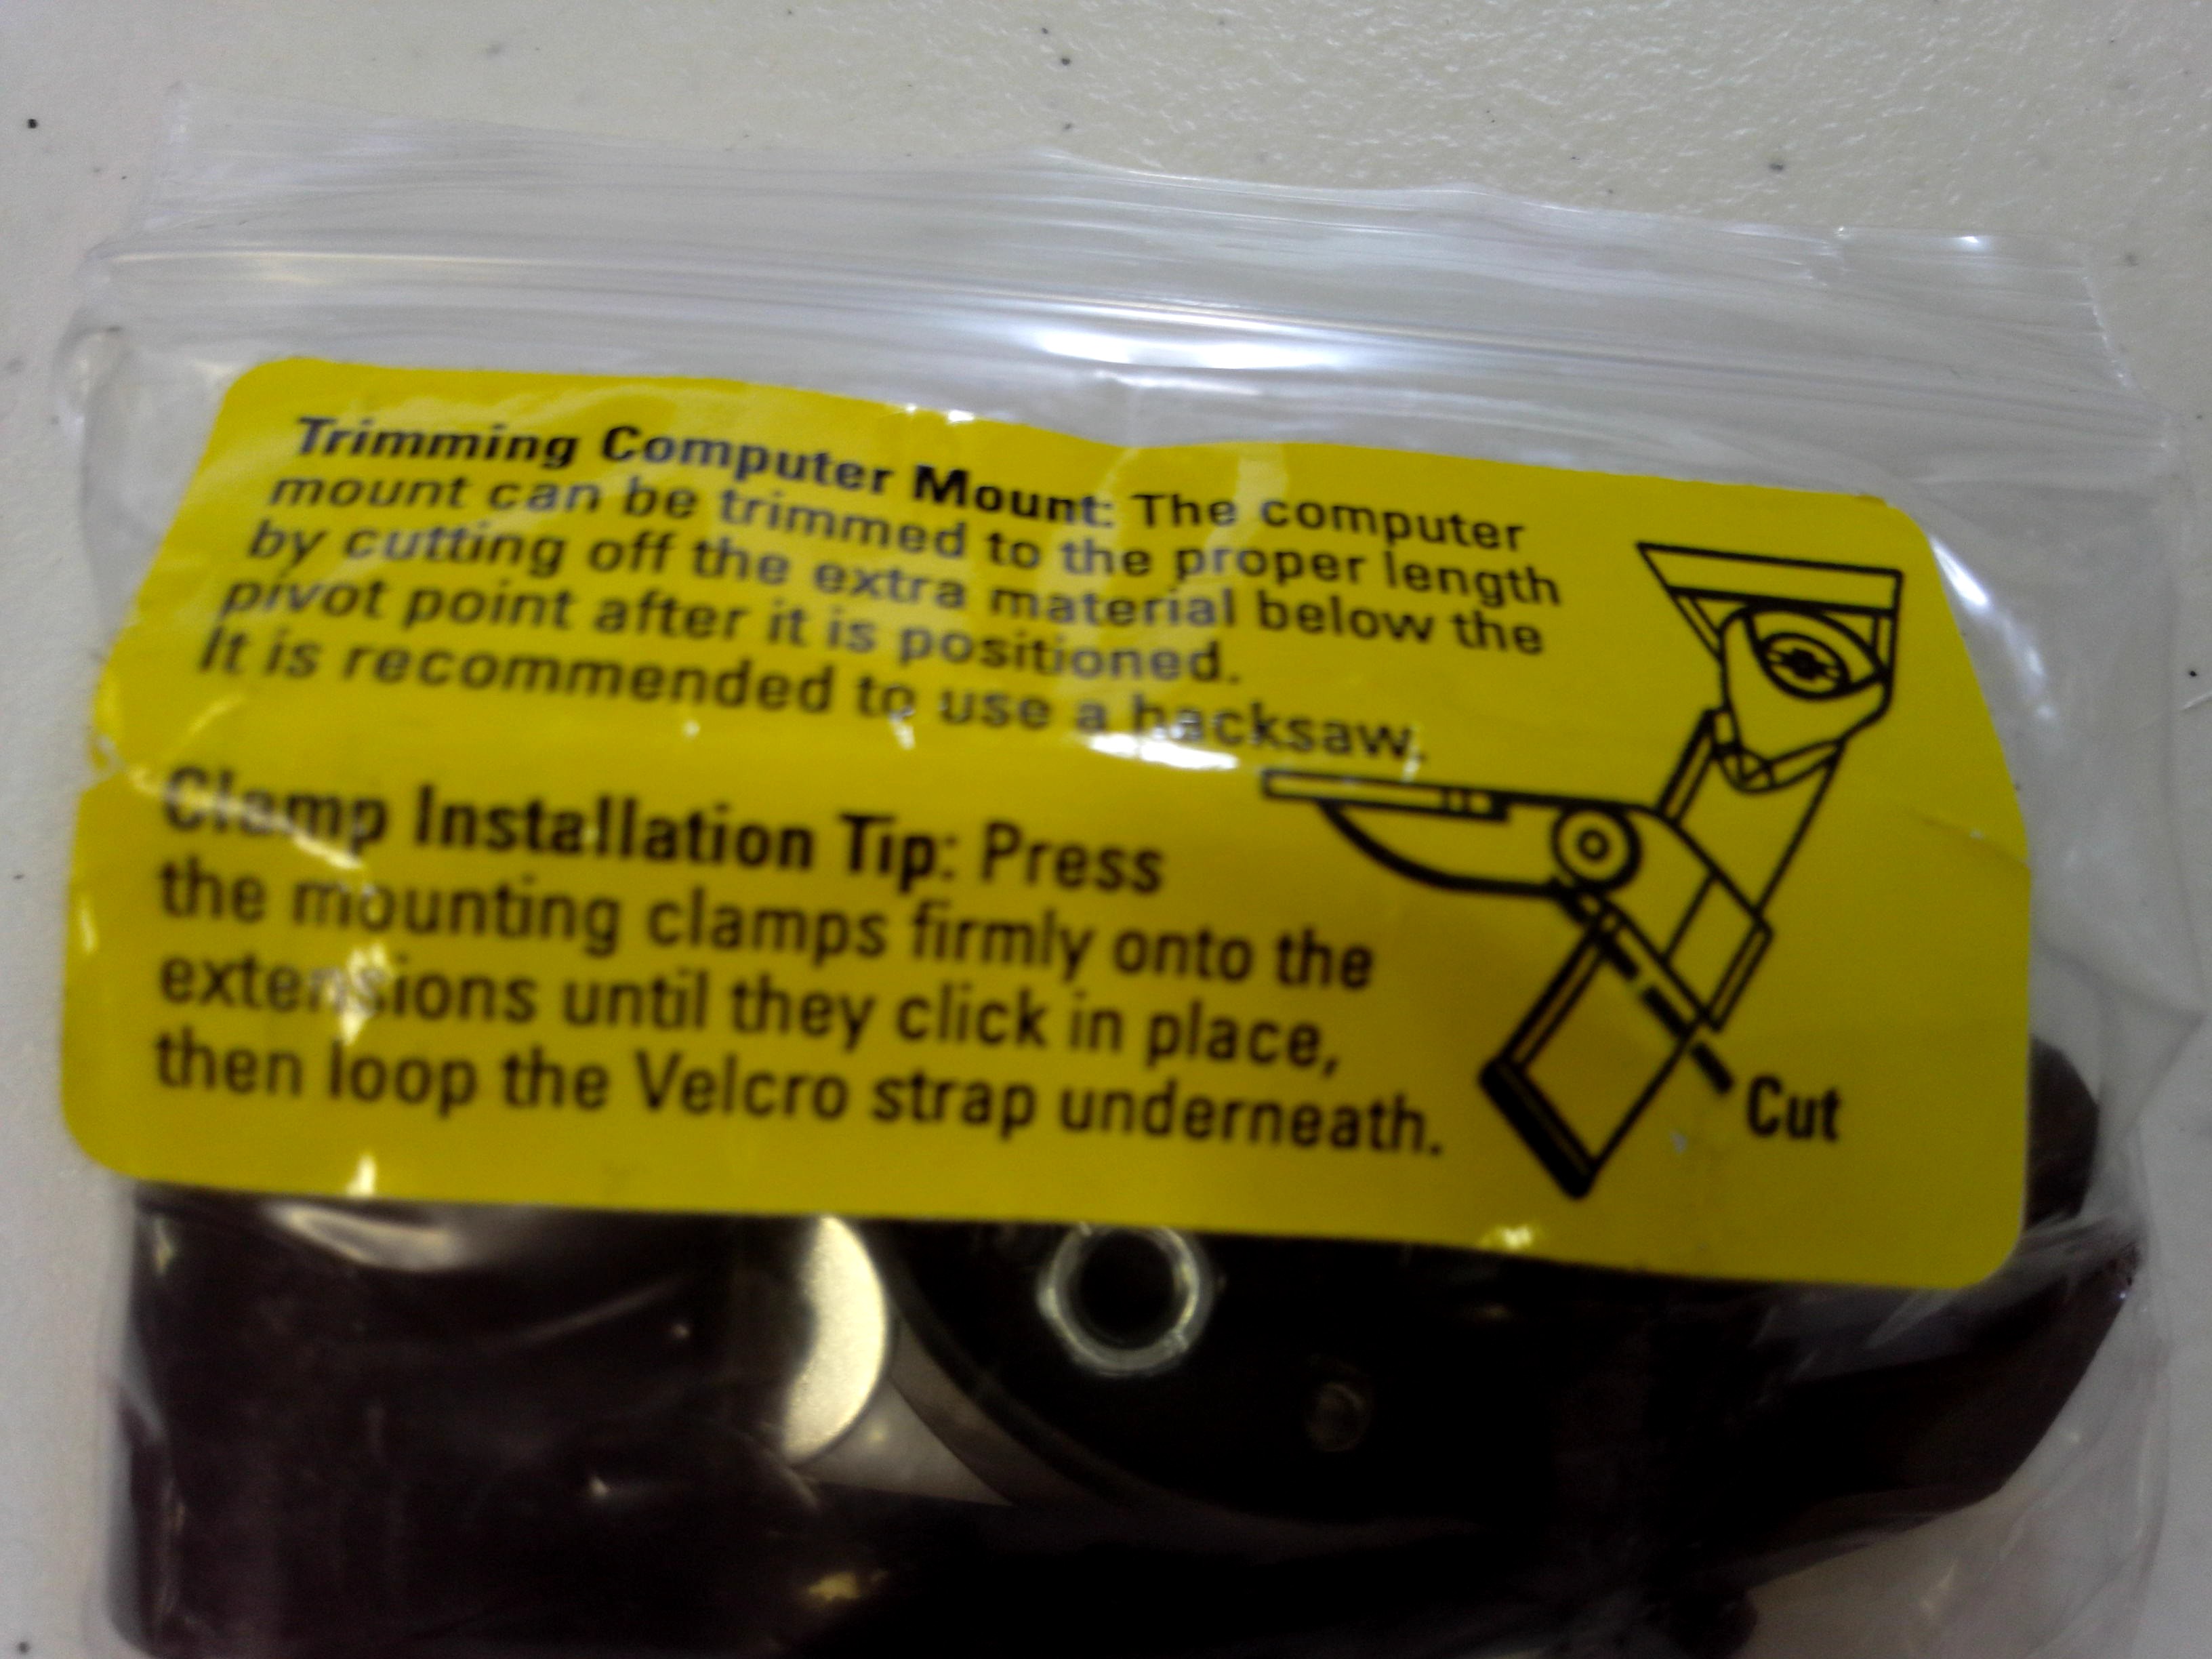 Trimming Computer Mount: The computer
mount can be trimmed to the proper length
by cutting off the extra material below the
pivot point after it is positioned.
It is recommended to use a hacksaw.
Clamp Installation Tip: Press
the mounting clamps firmly onto the
extensions until they click in place,
then loop the Velcro strap underneath.
Cut